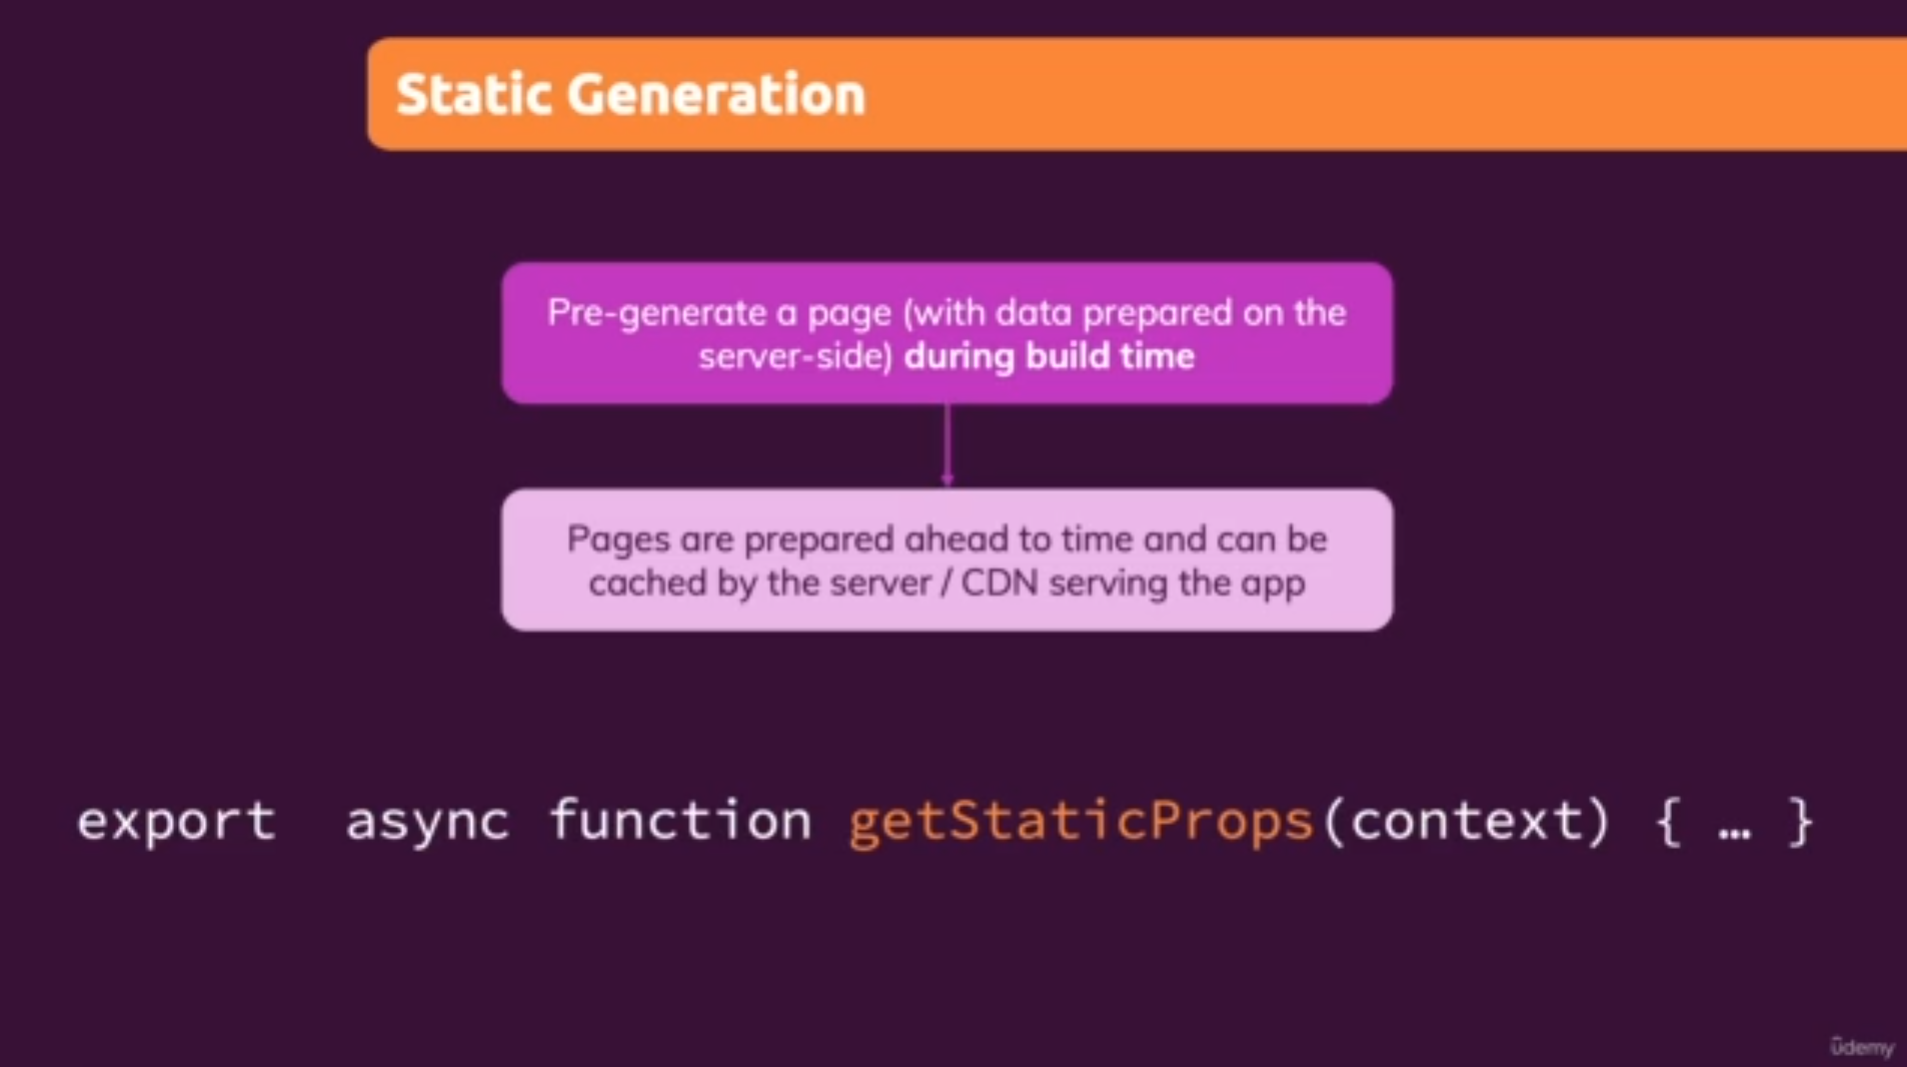 Static Generation
Pre-generate a page (with data prepared on the
server-side) during build time
Pages are prepared ahead to time and can be
cached by the server / CDN serving the app
export  async function getStaticProps(context) { … }
ûdemy